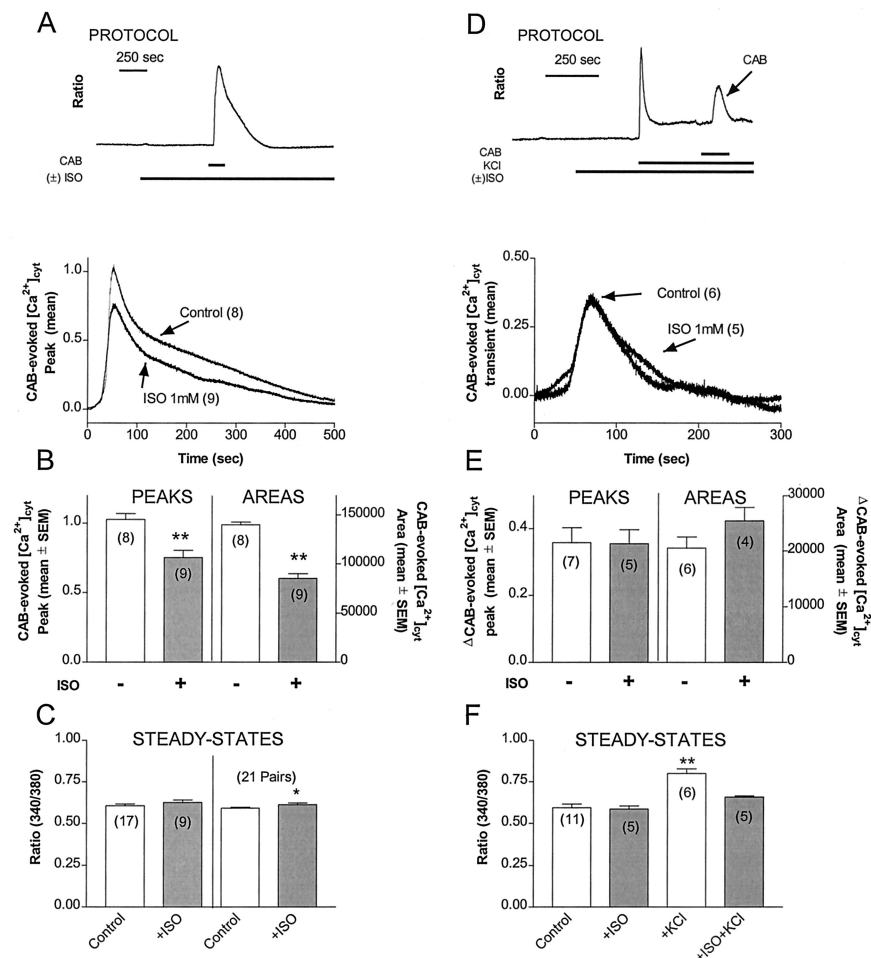 A
PROTOCOL
250 sec
Ratio
CAB
(±) ISO
CAB-evoked [Ca2+]cyt
Peak (mean)
1.0
0.5
0.0
Control (8)
ISO 1mM (9)
0
100
200
300
400
500
Time (sec)
B
PEAKS
AREAS
CAB-evoked [Ca2+]cyt
Peak (mean ± SEM)
1.0
0.5
0.0
(8)
**
(9)
(8)
**
(9)
150000
100000
50000
0
CAB-evoked [Ca2+]cyt
Area (mean ± SEM)
ISO - + - +
C
STEADY-STATES
Ratio (340/380)
1.00
0.75
0.50
0.25
0.00
(21 Pairs)
*
(17)
(9)
Control
+ISO
Control
+ISO
D
PROTOCOL
250 sec
Ratio
CAB
CAB
KCl
(±)ISO
CAB-evoked [Ca2+]cyt
transient (mean)
0.50
0.25
0.00
Control (6)
ISO 1mM (5)
0
100
200
300
Time (sec)
E
PEAKS
AREAS
ΔCAB-evoked [Ca2+]cyt
peak (mean ± SEM)
0.4
0.2
0.0
(7)
(5)
(6)
(4)
30000
20000
10000
0
ΔCAB-evoked [Ca2+]cyt
Area (mean ± SEM)
ISO - + - +
F
STEADY-STATES
Ratio (340/380)
1.00
0.75
0.50
0.25
0.00
**
(11)
(5)
(6)
(5)
Control
+ISO
+KCl
+ISO+KCl